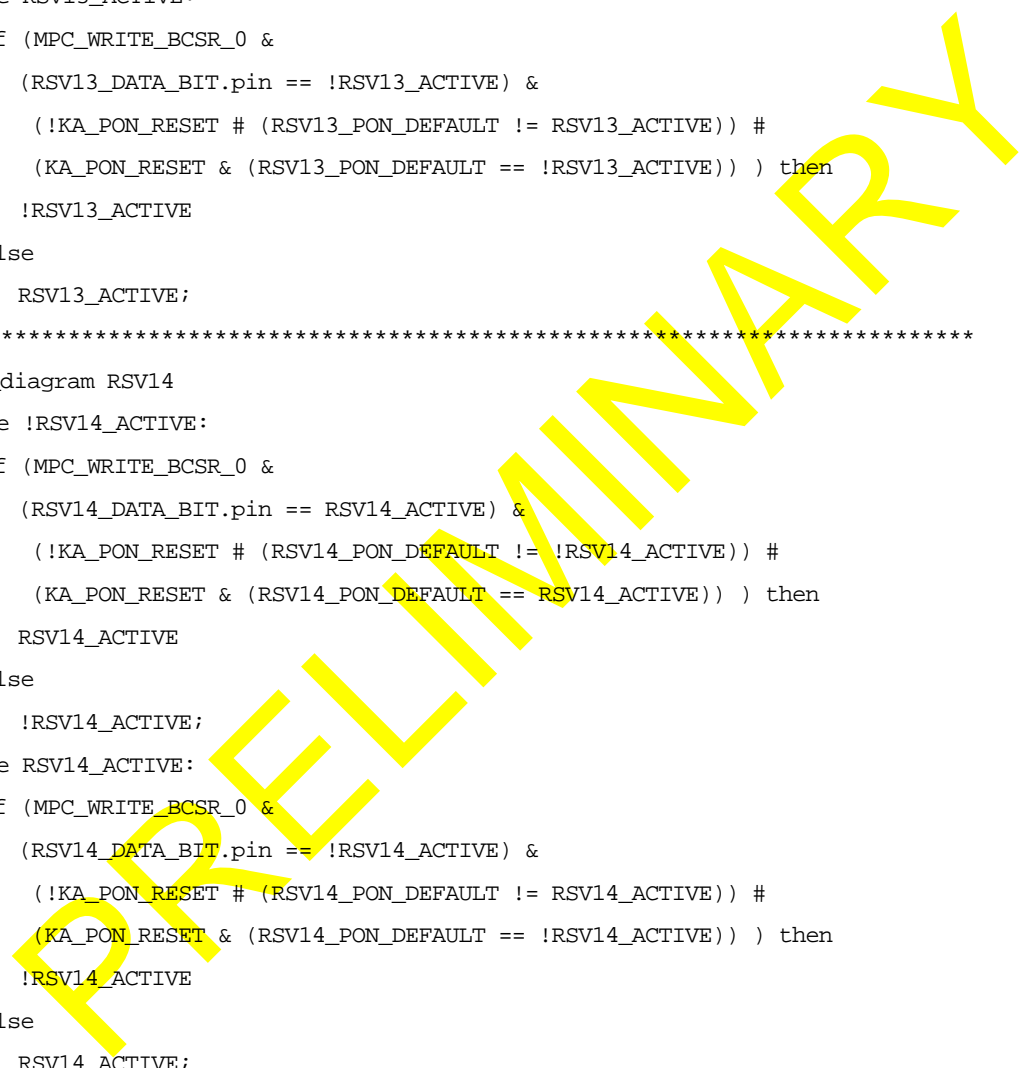 e RSV13_ACTIVE:
f (MPC_WRITE_BCSR_0 &
(RSV13_DATA_BIT.pin == !RSV13_ACTIVE) &
(!KA_PON_RESET # (RSV13_PON_DEFAULT != RSV13_ACTIVE)) #
(KA_PON_RESET & (RSV13_PON_DEFAULT == !RSV13_ACTIVE)) ) then
!RSV13_ACTIVE
lse
RSV13_ACTIVE;
*************************************************************************
_diagram RSV14
e !RSV14_ACTIVE:
f (MPC_WRITE_BCSR_0 &
(RSV14_DATA_BIT.pin == RSV14_ACTIVE) &
(!KA_PON_RESET # (RSV14_PON_DEFAULT != !RSV14_ACTIVE)) #
(KA_PON_RESET & (RSV14_PON_DEFAULT == RSV14_ACTIVE)) ) then
RSV14_ACTIVE
lse
!RSV14_ACTIVE;
e RSV14_ACTIVE:
f (MPC_WRITE_BCSR_0 &
(RSV14_DATA_BIT.pin == !RSV14_ACTIVE) &
(!KA_PON_RESET # (RSV14_PON_DEFAULT != RSV14_ACTIVE)) #
(KA_PON_RESET & (RSV14_PON_DEFAULT == !RSV14_ACTIVE)) ) then
!RSV14_ACTIVE
lse
RSV14_ACTIVE;
PRELIMINARY